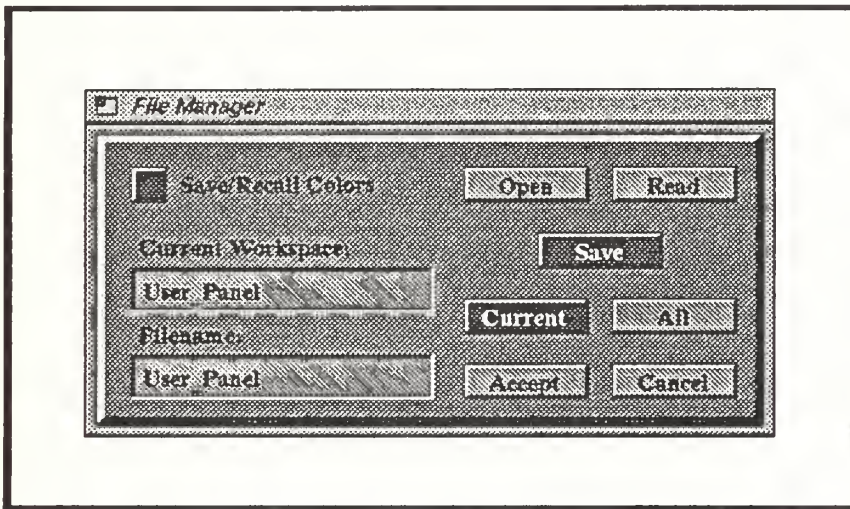 File Manager
Save/Recall Colors
Open
Read
Current Workspace:
Save
User_Panel
Current
All
Filename:
User_Panel
Accept
Cancel